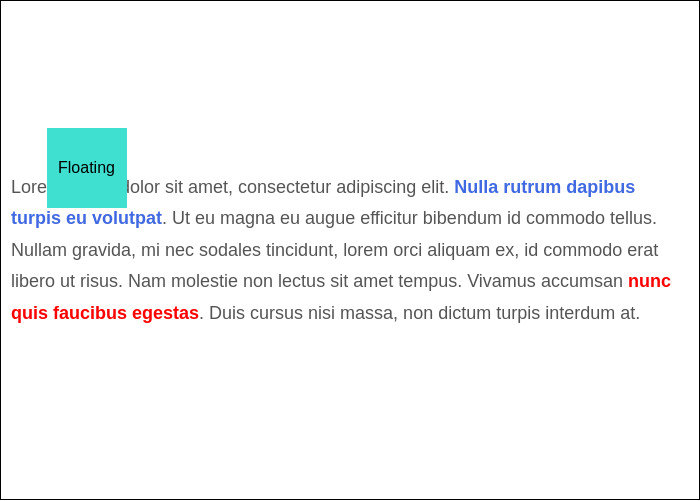 Floating
Lore dolor sit amet, consectetur adipiscing elit. Nulla rutrum dapibus
turpis eu volutpat. Ut eu magna eu augue efficitur bibendum id commodo tellus.
Nullam gravida, mi nec sodales tincidunt, lorem orci aliquam ex, id commodo erat
libero ut risus. Nam molestie non lectus sit amet tempus. Vivamus accumsan nunc
quis faucibus egestas. Duis cursus nisi massa, non dictum turpis interdum at.